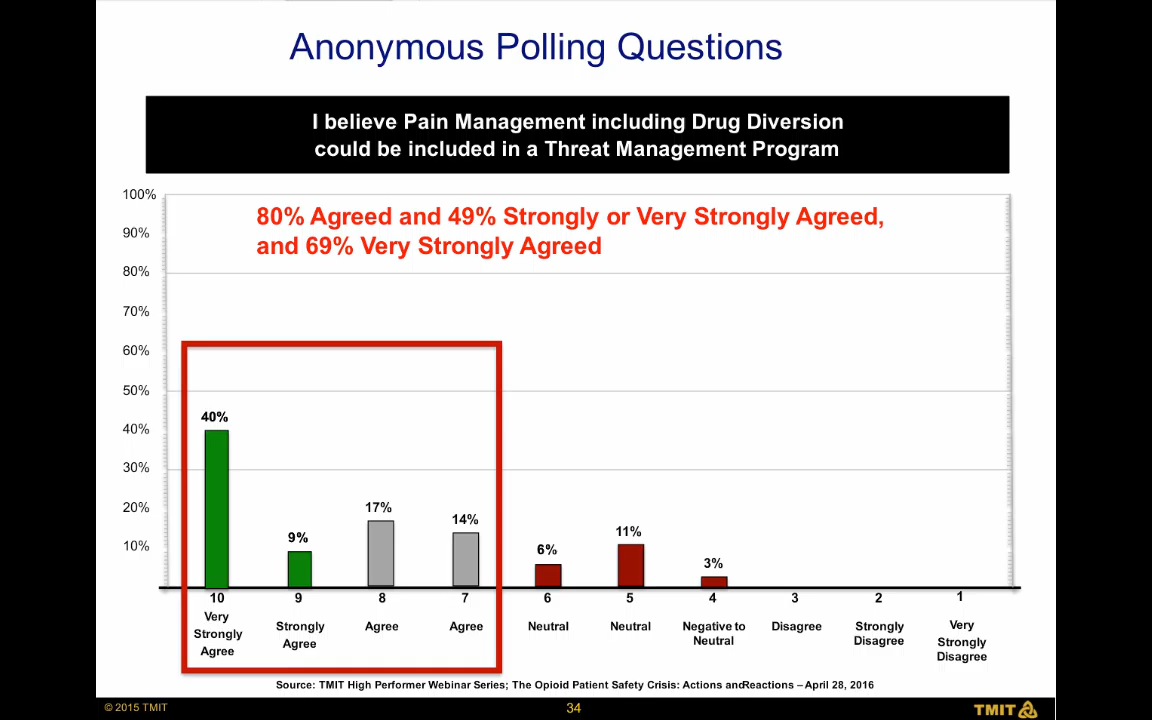 Anonymous Polling Questions
I believe Pain Management including Drug Diversion
could be included in a Threat Management Program
80% Agreed and 49% Strongly or Very Strongly Agreed,
and 69% Very Strongly Agreed
100%
90%
80%
70%
60%
50%
40%
30%
20%
10%
40%
9%
17%
14%
6%
11%
3%
10 9 8 7 6 5 4 3 2 1
Very
Strongly
Agree
Strongly
Agree
Agree
Agree
Neutral
Neutral
Negative to
Neutral
Disagree
Strongly
Disagree
Very
Strongly
Disagree
Source: TMIT High Performer Webinar Series; The Opioid Patient Safety Crisis: Actions andReactions – April 28, 2016
© 2015 TMIT
34
TMIT